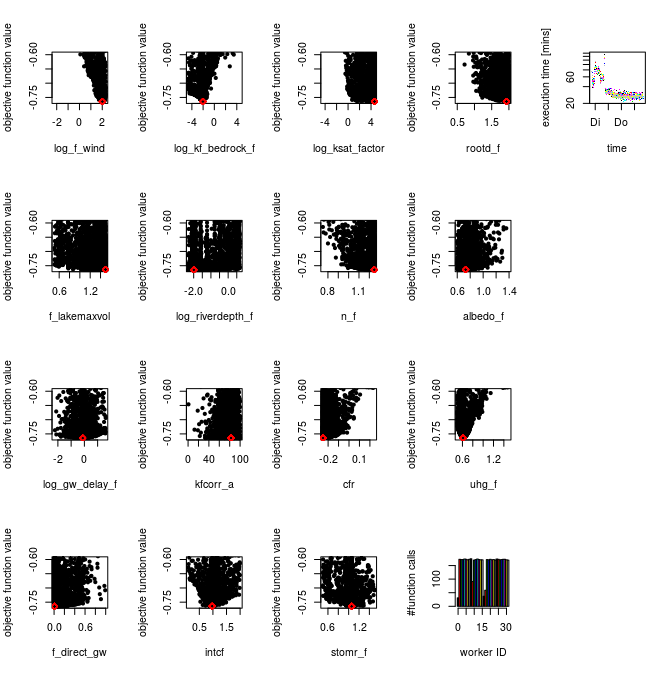 objective function value
-0.60
-0.75
-2 0 2 4
log_f_wind
objective function value
-0.60
-0.75
-4 0 2 4
log_kf_bedrock_f
objective function value
-0.60
-0.75
-4 0 2 4
log_ksat_factor
objective function value
-0.60
-0.75
0.5 1.5
rootd_f
execution time [mins]
60
20
Di Do
time
objective function value
-0.60
-0.75
0.6 1.2
f_lakemaxvol
objective function value
-0.60
-0.75
-2.0 0.0
log_riverdepth_f
objective function value
-0.60
-0.75
0.8 1.1
n_f
objective function value
-0.60
-0.75
0.6 1.0 1.4
albedo_f
objective function value
-0.60
-0.75
-2 0
log_gw_delay_f
objective function value
-0.60
-0.75
0 40 100
kfcorr_a
objective function value
-0.60
-0.75
-0.2 0.1
cfr
objective function value
-0.60
-0.75
0.6 1.2
uhg_f
objective function value
-0.60
-0.75
0.0 0.6
f_direct_gw
objective function value
-0.60
-0.75
0.5 1.5
intcf
objective function value
-0.60
-0.75
0.6 1.2
stomr_f
#function calls
100
0
0 15 30
worker ID